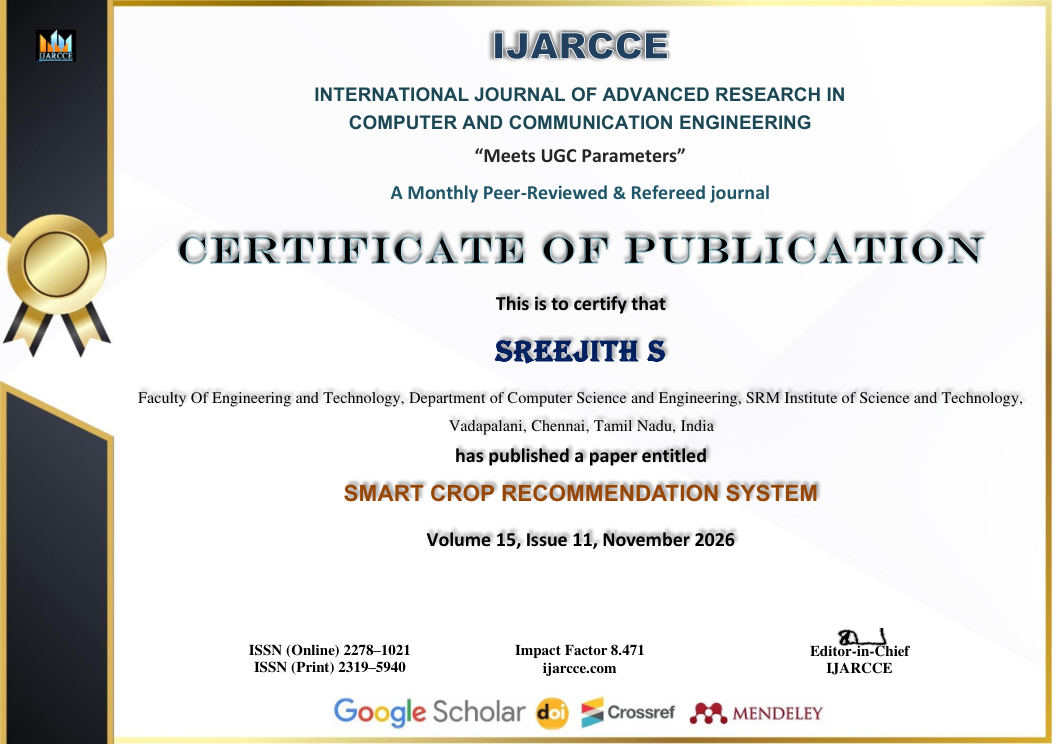 IJARCCE
IJARCCE
INTERNATIONAL JOURNAL OF ADVANCED RESEARCH IN
COMPUTER AND COMMUNICATION ENGINEERING
“Meets UGC Parameters”
A Monthly Peer-Reviewed & Refereed journal
CERTIFICATE OF PUBLICATION
This is to certify that
SREEJITH S
Faculty Of Engineering and Technology, Department of Computer Science and Engineering, SRM Institute of Science and Technology,
Vadapalani, Chennai, Tamil Nadu, India
has published a paper entitled
SMART CROP RECOMMENDATION SYSTEM
Volume 15, Issue 11, November 2026
ISSN (Online) 2278–1021
ISSN (Print) 2319–5940
Impact Factor 8.471
ijarcce.com
Editor-in-Chief
IJARCCE
Google Scholar doi Crossref MENDELEY